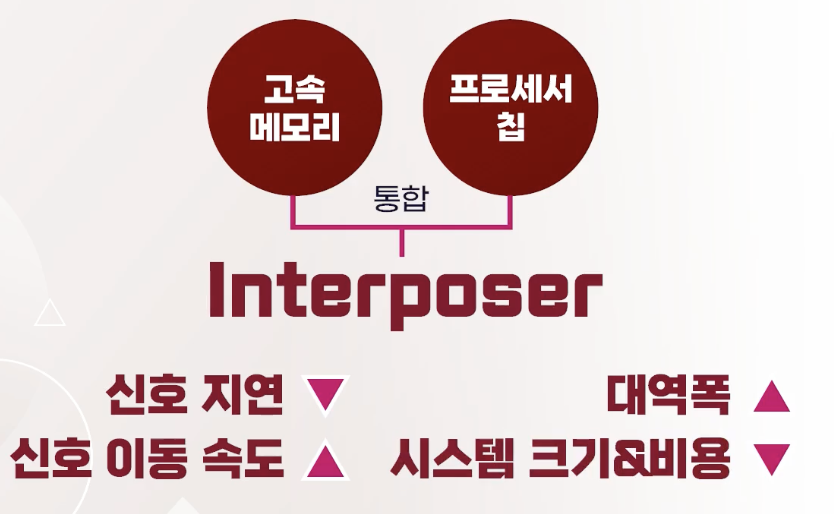 고속
메모리
프로세서
칩
통합
Interposer
신호 지연 ▼
대역폭 ▲
신호 이동 속도 ▲
시스템 크기&비용 ▼